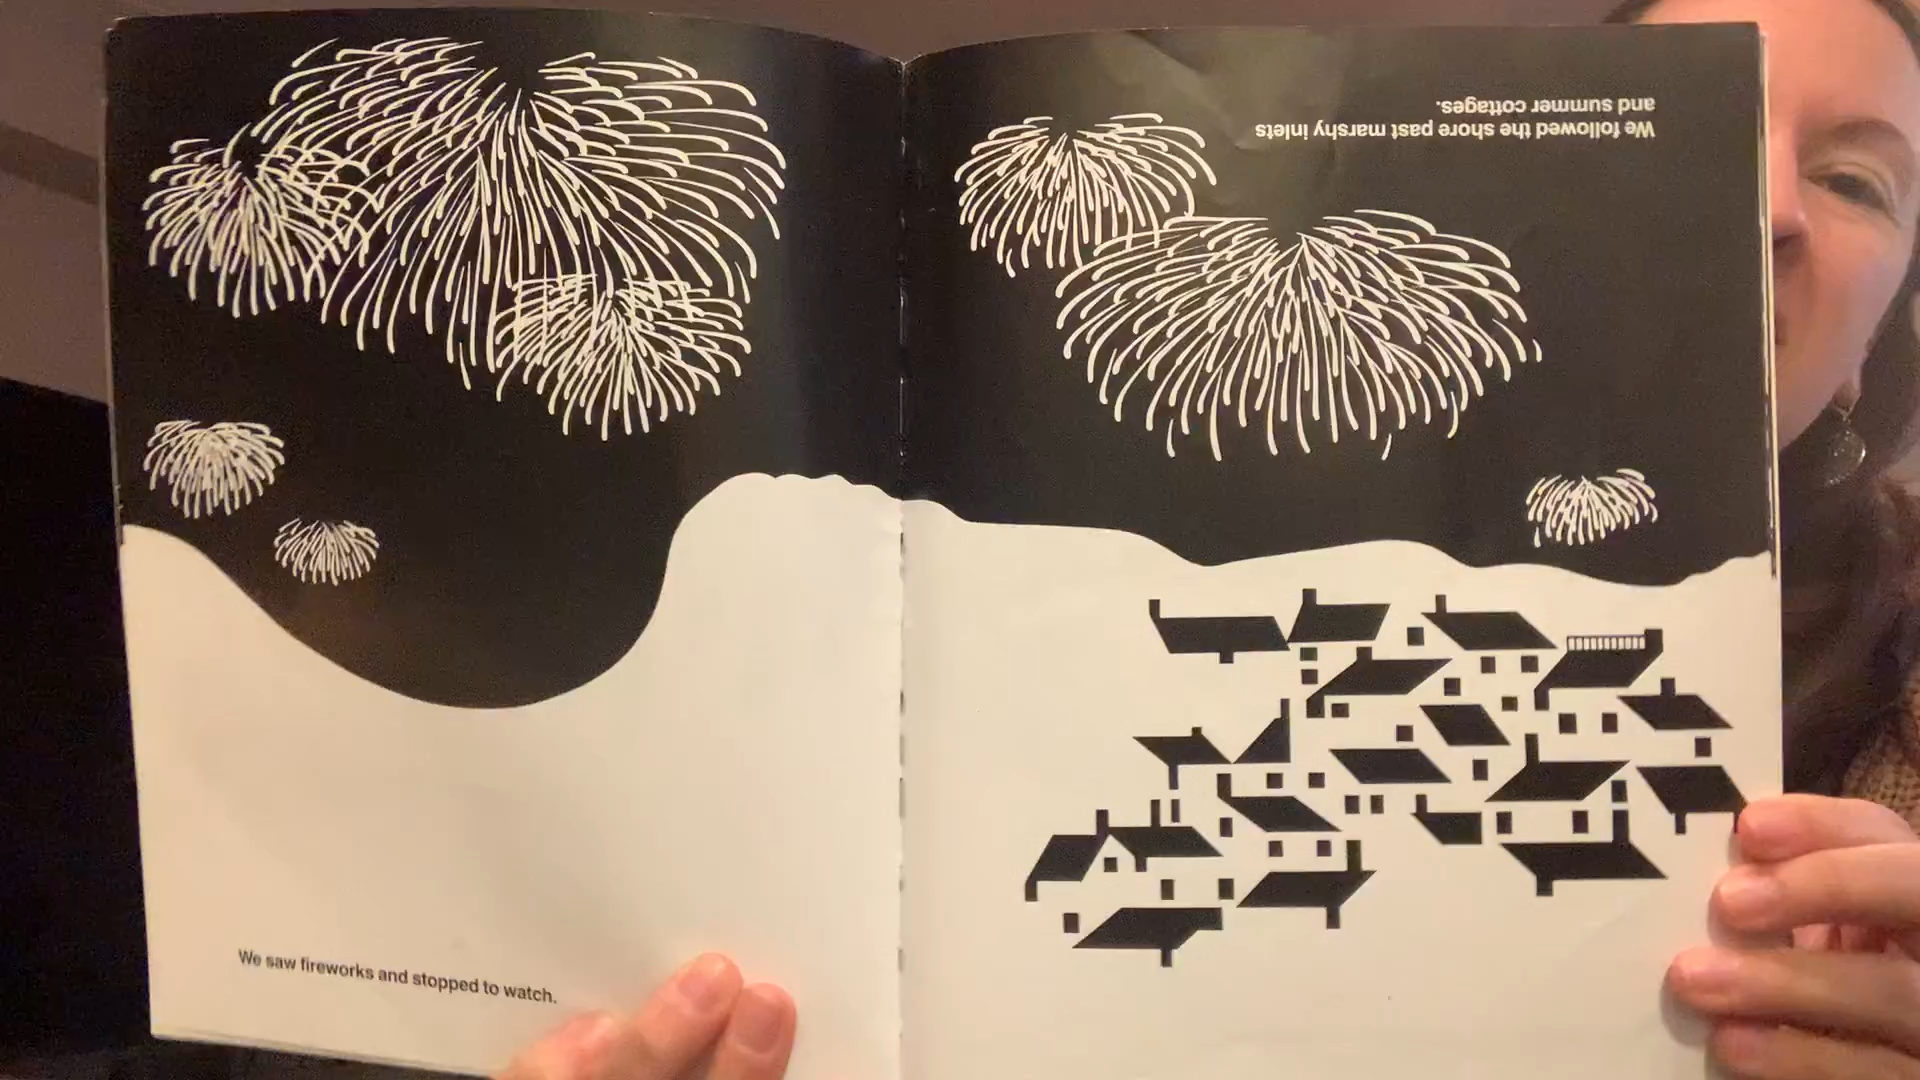 We saw fireworks and stopped to watch.
We followed the shore past marshy inlets
and summer cottages.